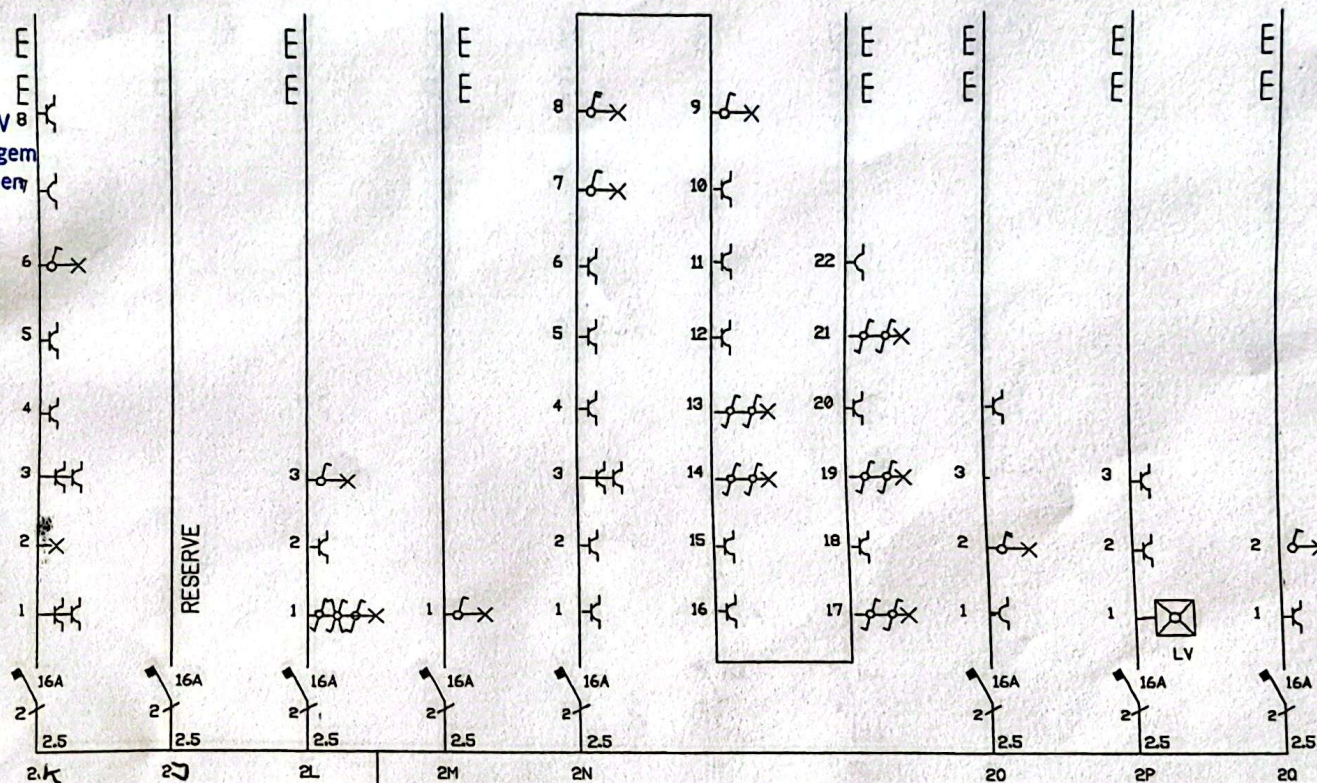 E E E E E E E
E E E E E E E
8 8 9
V
gem
en
7 7 10
6 6 11 22
5 5 12 21
4 4 13 20
3 3 3 14 19 3 3
2 2 2 15 18 2 2 2
RESERVE
1 1 1 1 16 17 1 1 1
LV
16A 16A 16A 16A 16A 16A 16A 16A
2 2 2 2 2 2 2 2
2.5 2.5 2.5 2.5 2.5 2.5 2.5 2.5
2K 2J 2L 2M 2N 2O 2P